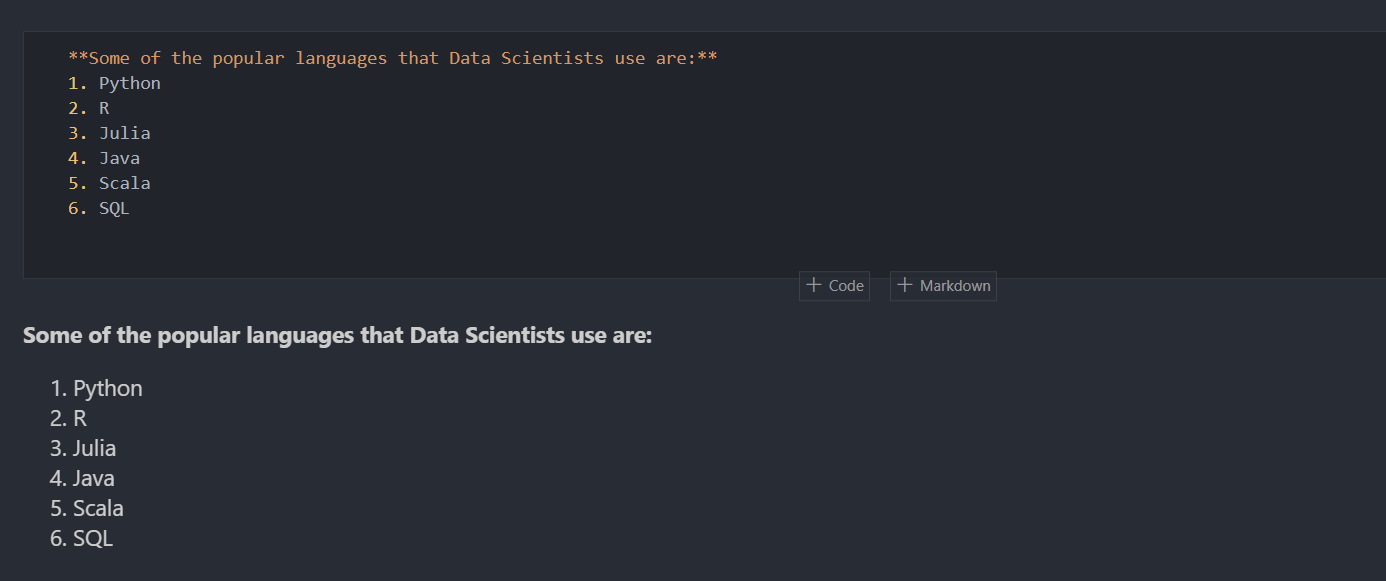 **Some of the popular languages that Data Scientists use are:**
1. Python
2. R
3. Julia
4. Java
5. Scala
6. SQL
+ Code + Markdown
Some of the popular languages that Data Scientists use are:
1. Python
2. R
3. Julia
4. Java
5. Scala
6. SQL